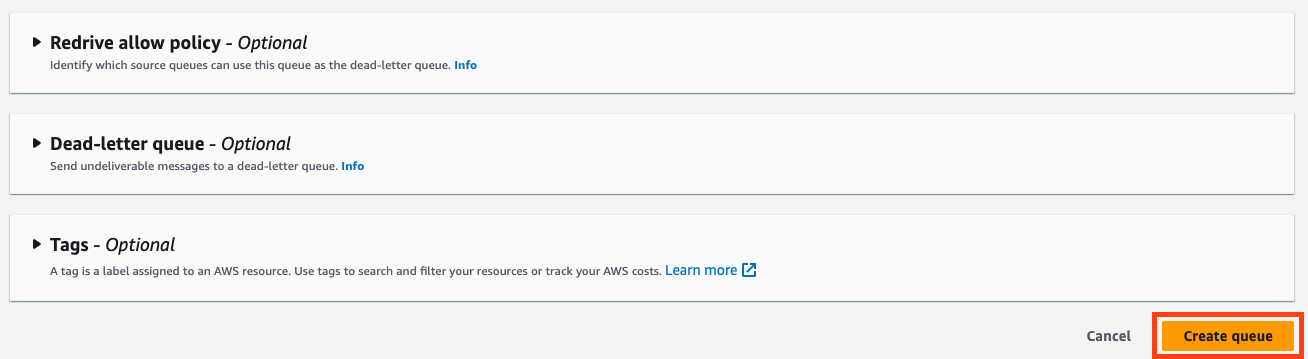 Redrive allow policy - Optional
Identify which source queues can use this queue as the dead-letter queue. Info
Dead-letter queue - Optional
Send undeliverable messages to a dead-letter queue. Info
Tags - Optional
A tag is a label assigned to an AWS resource. Use tags to search and filter your resources or track your AWS costs. Learn more
Cancel Create queue